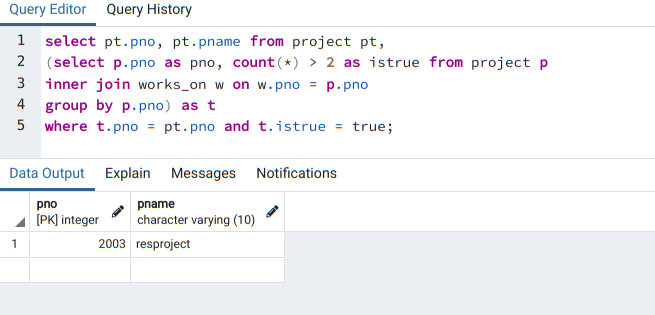 Query Editor Query History
1 select pt.pno, pt.pname from project pt,
2 (select p.pno as pno, count(*) > 2 as istrue from project p
3 inner join works_on w on w.pno = p.pno
4 group by p.pno) as t
5 where t.pno = pt.pno and t.istrue = true;
Data Output Explain Messages Notifications
pno pname
[PK] integer character varying (10)
1 2003 resproject